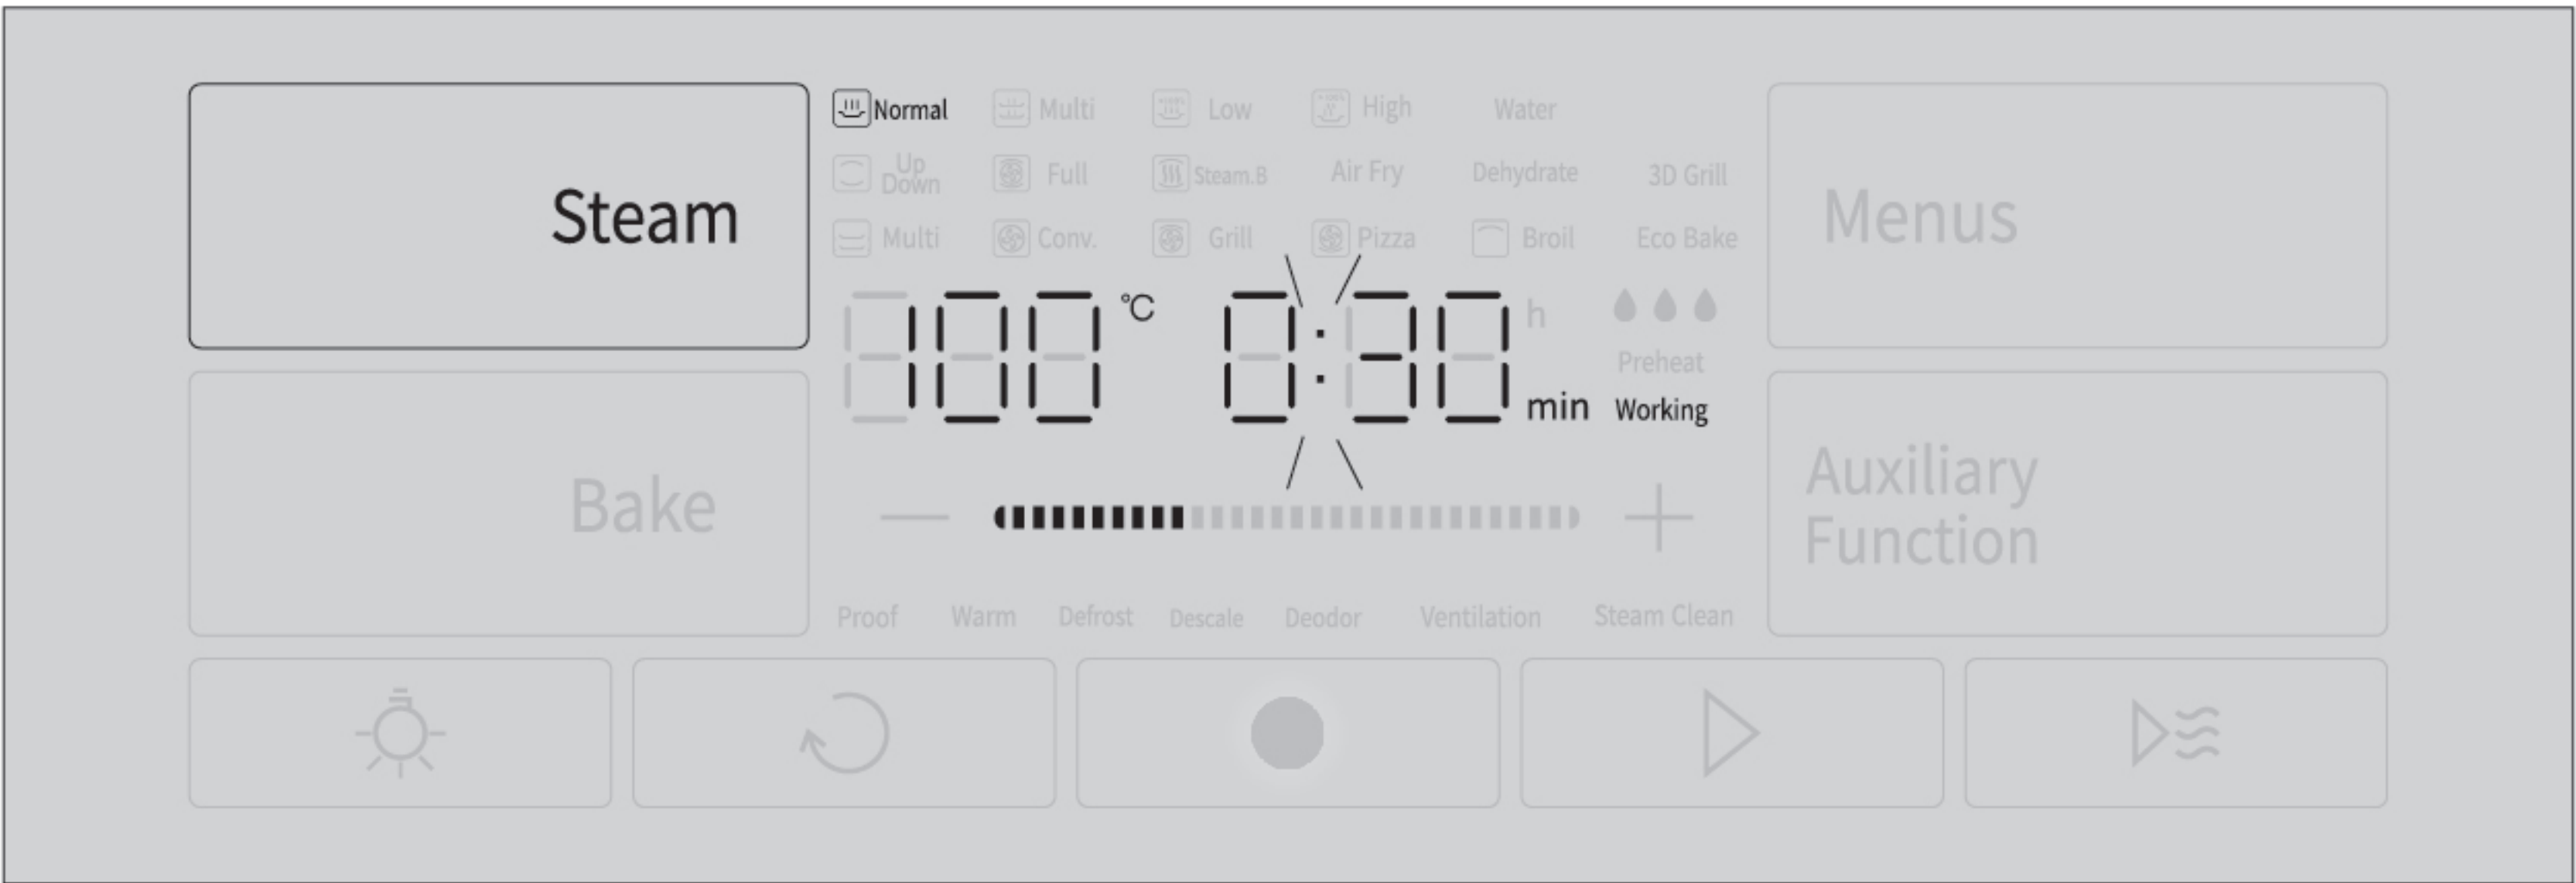 Steam
Normal Multi Low High Water
Up Down Full Steam.B Air Fry Dehydrate 3D Grill
Multi Conv. Grill Pizza Broil Eco Bake
Menus
100 °C 0:30 h min
Preheat
Working
Bake
Auxiliary
Function
Proof Warm Defrost Descale Deodor Ventilation Steam Clean